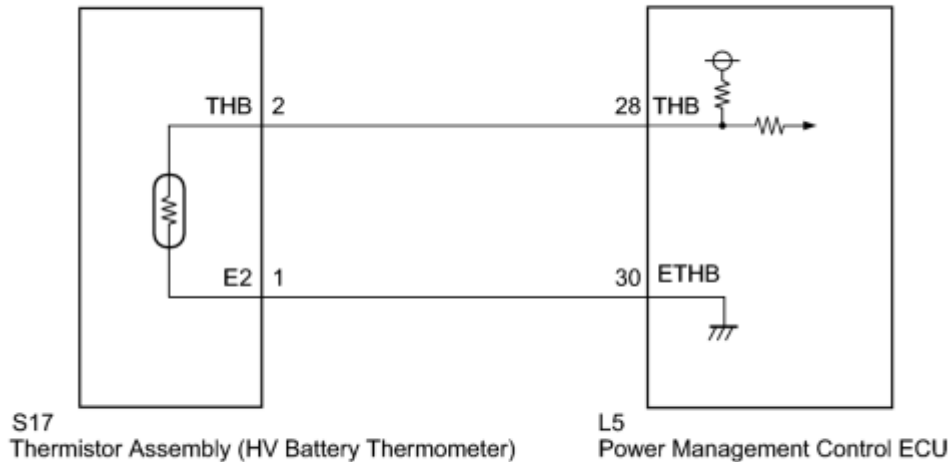 THB 2
28 THB
E2 1
30 ETHB
S17
Thermistor Assembly (HV Battery Thermometer)
L5
Power Management Control ECU